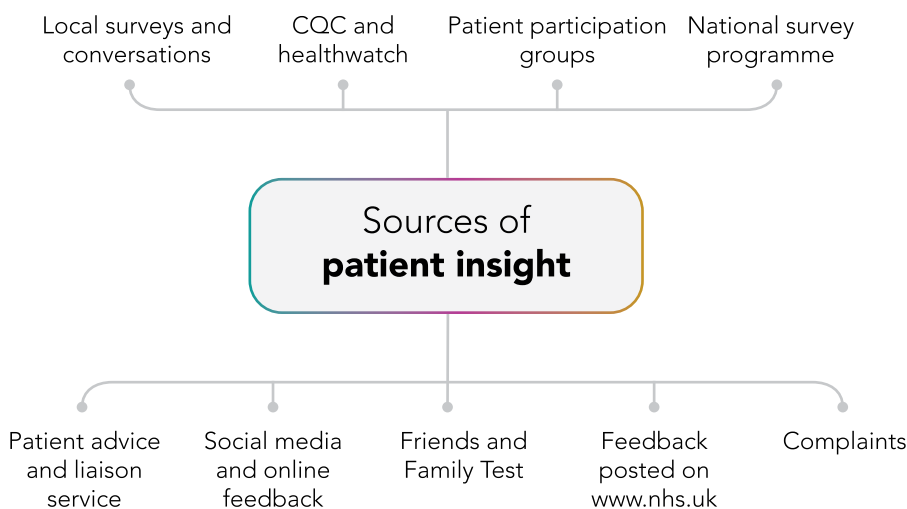 Local surveys and
conversations
CQC and
healthwatch
Patient participation
groups
National survey
programme
Sources of
patient insight
Patient advice
and liaison
service
Social media
and online
feedback
Friends and
Family Test
Feedback
posted on
www.nhs.uk
Complaints